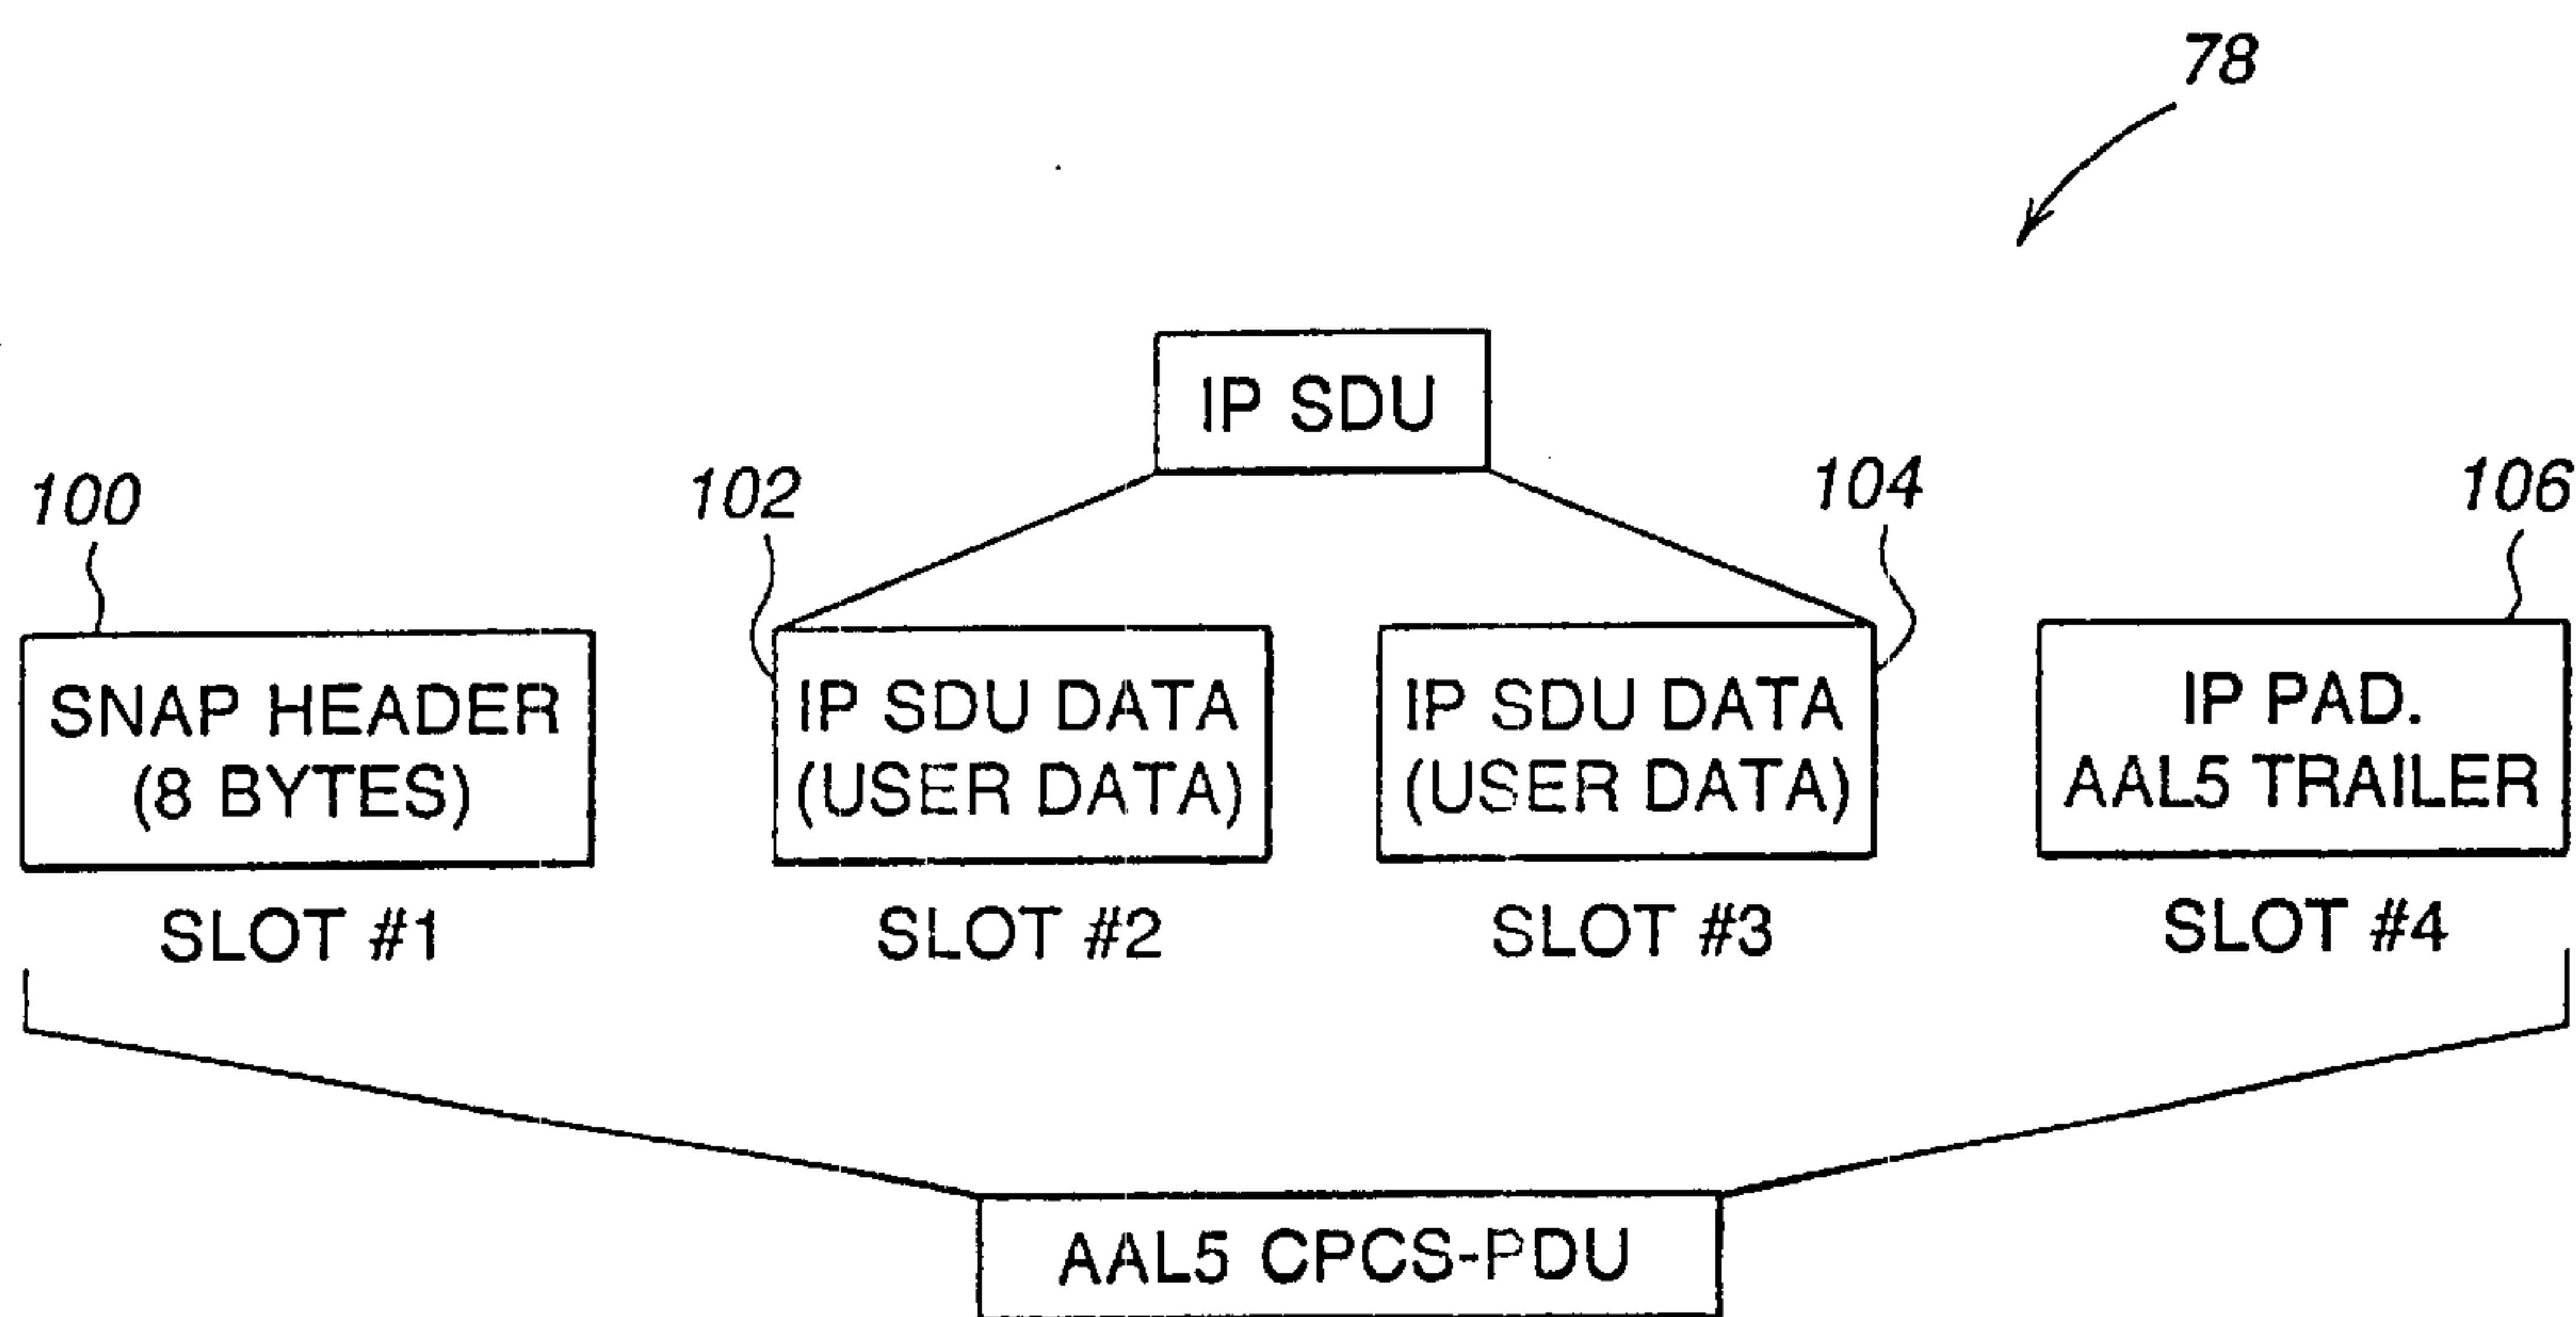 78
IP SDU
100
102
104
106
SNAP HEADER
(8 BYTES)
IP SDU DATA
(USER DATA)
IP SDU DATA
(USER DATA)
IP PAD.
AAL5 TRAILER
SLOT #1
SLOT #2
SLOT #3
SLOT #4
AAL5 CPCS-PDU